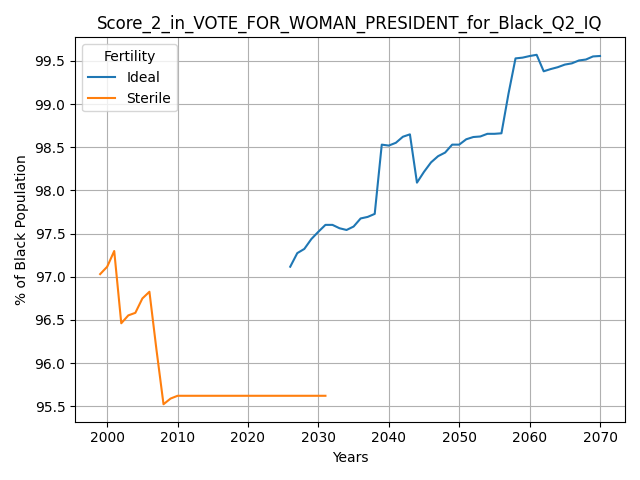 Score_2_in_VOTE_FOR_WOMAN_PRESIDENT_for_Black_Q2_IQ
Fertility
Ideal
Sterile
% of Black Population
99.5
99.0
98.5
98.0
97.5
97.0
96.5
96.0
95.5
2000 2010 2020 2030 2040 2050 2060 2070
Years